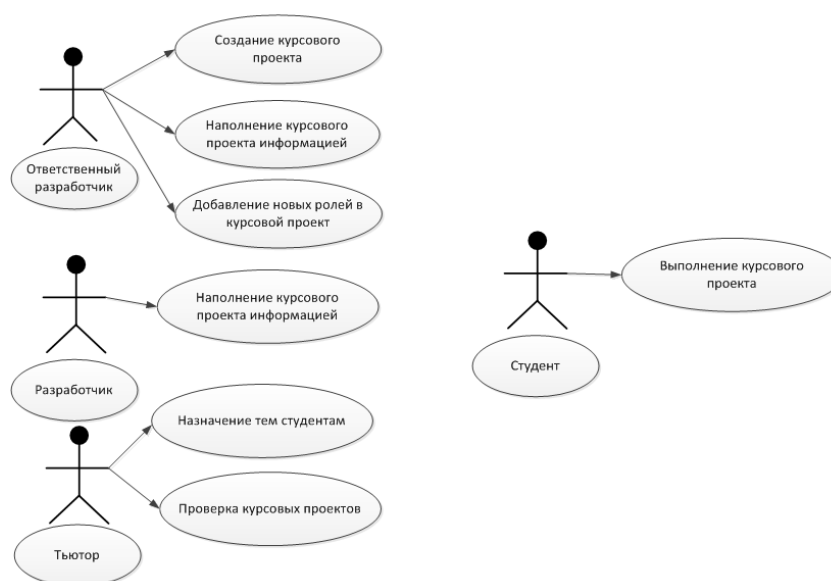 Создание курсового
проекта
Наполнение курсового
проекта информацией
Ответственный
разработчик
Добавление новых ролей в
курсовой проект
Наполнение курсового
проекта информацией
Разработчик
Назначение тем студентам
Проверка курсовых проектов
Тьютор
Выполнение курсового
проекта
Студент